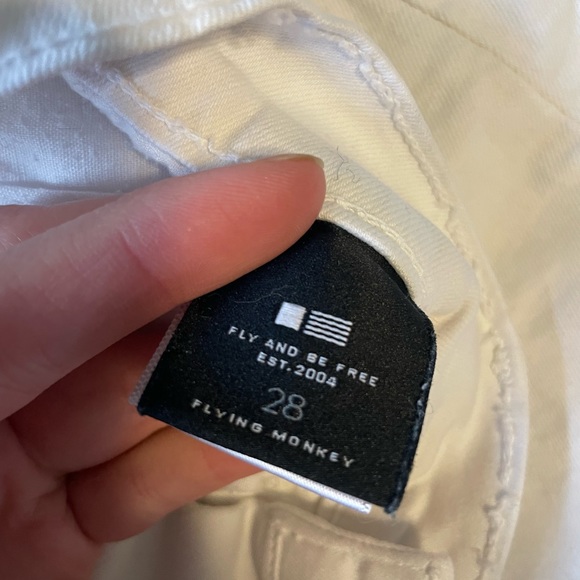 FLY AND BE FREE
EST.2004
28
FLYING MONKEY